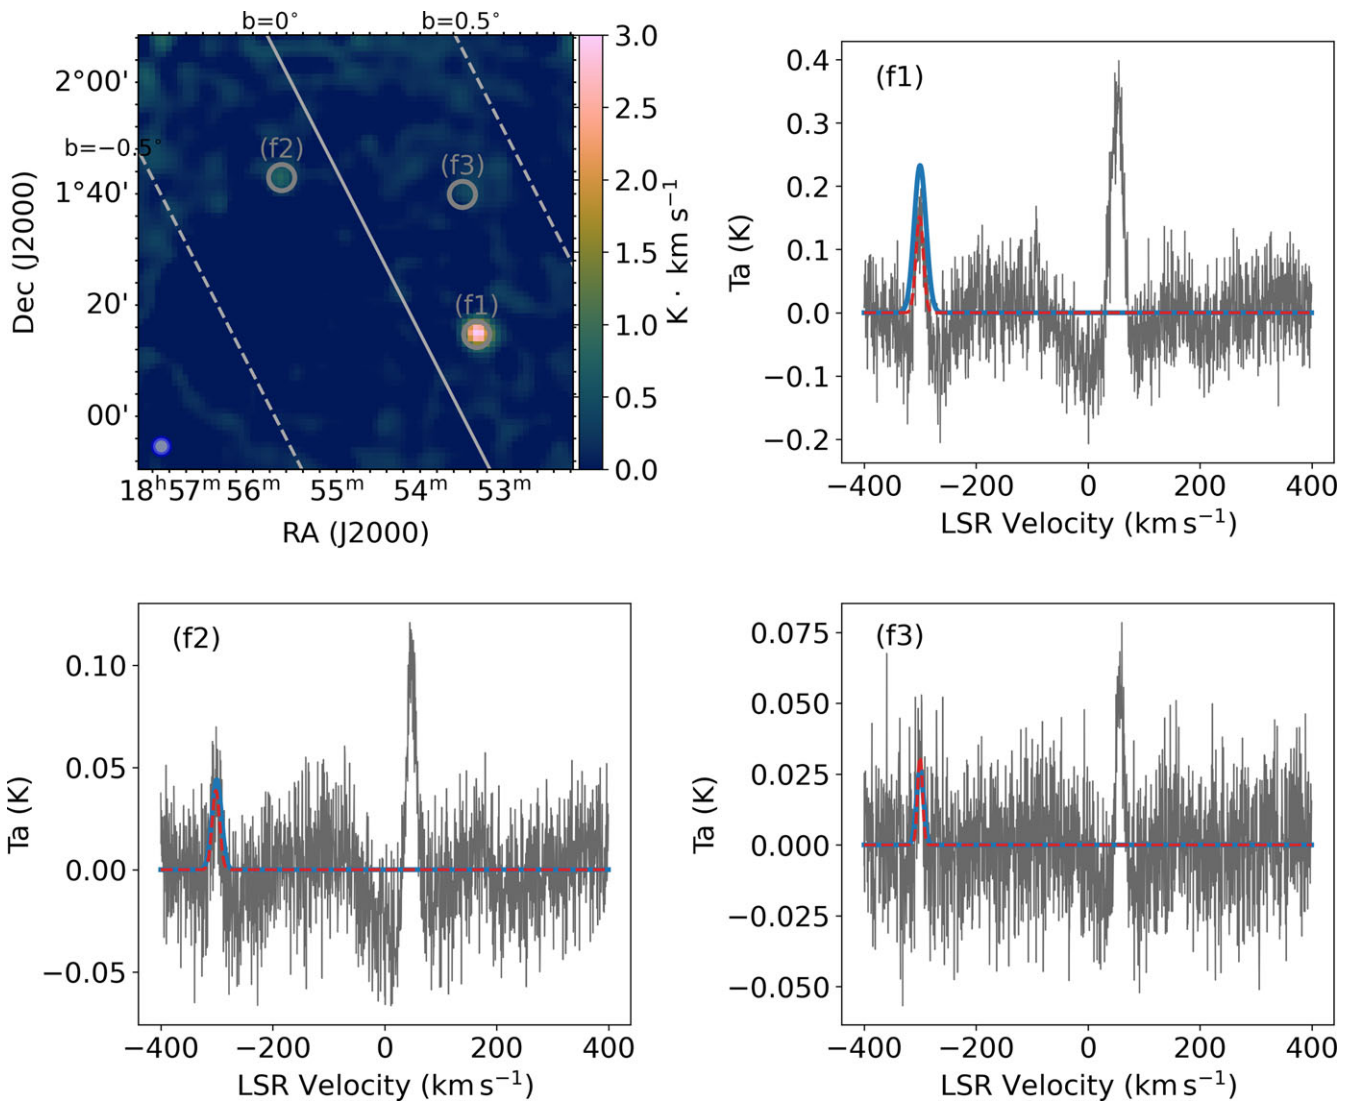 b=0° b=0.5°
2°00'
b=−0.5°
1°40'
20'
00'
(f2)
(f3)
(f1)
Dec (J2000)
18ʰ57ᵐ 56ᵐ 55ᵐ 54ᵐ 53ᵐ
RA (J2000)
3.0
2.5
2.0
1.5
1.0
0.5
0.0
K · km s⁻¹
(f1)
0.4
0.3
0.2
0.1
0.0
−0.1
−0.2
Ta (K)
−400 −200 0 200 400
LSR Velocity (km s⁻¹)
(f2)
0.10
0.05
0.00
−0.05
Ta (K)
−400 −200 0 200 400
LSR Velocity (km s⁻¹)
(f3)
0.075
0.050
0.025
0.000
−0.025
−0.050
Ta (K)
−400 −200 0 200 400
LSR Velocity (km s⁻¹)